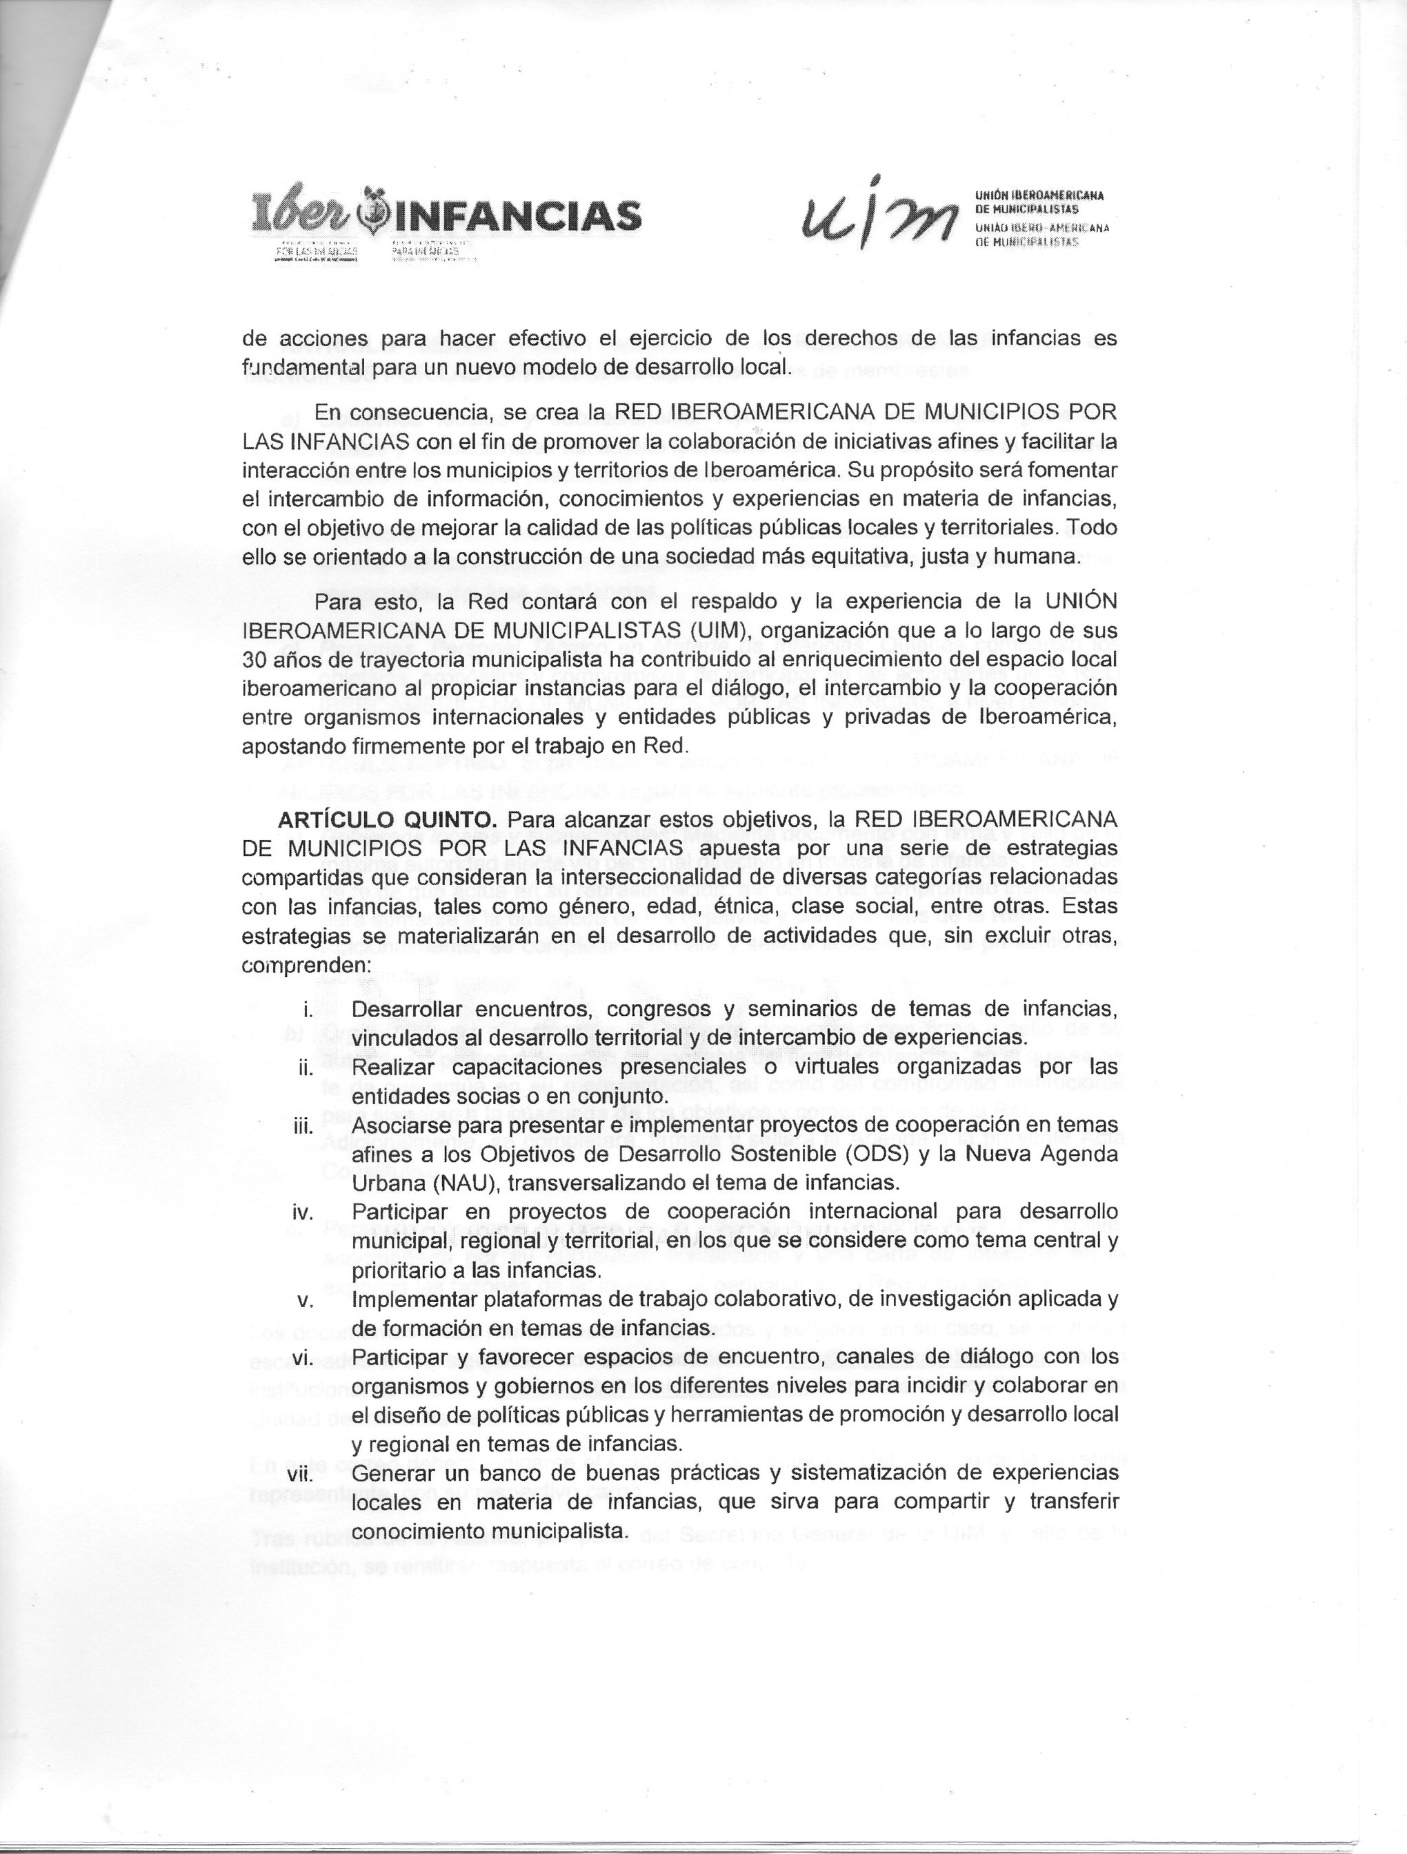 Iber INFANCIAS
uim
UNIÓN IBEROAMERICANA
DE MUNICIPALISTAS
UNIÃO IBERO-AMERICANA
DE MUNICIPALISTAS
POR LAS INFANCIAS
de acciones para hacer efectivo el ejercicio de los derechos de las infancias es
fundamental para un nuevo modelo de desarrollo local.
En consecuencia, se crea la RED IBEROAMERICANA DE MUNICIPIOS POR
LAS INFANCIAS con el fin de promover la colaboración de iniciativas afines y facilitar la
interacción entre los municipios y territorios de Iberoamérica. Su propósito será fomentar
el intercambio de información, conocimientos y experiencias en materia de infancias,
con el objetivo de mejorar la calidad de las políticas públicas locales y territoriales. Todo
ello se orientado a la construcción de una sociedad más equitativa, justa y humana.
Para esto, la Red contará con el respaldo y la experiencia de la UNIÓN
IBEROAMERICANA DE MUNICIPALISTAS (UIM), organización que a lo largo de sus
30 años de trayectoria municipalista ha contribuido al enriquecimiento del espacio local
iberoamericano al propiciar instancias para el diálogo, el intercambio y la cooperación
entre organismos internacionales y entidades públicas y privadas de Iberoamérica,
apostando firmemente por el trabajo en Red.
ARTÍCULO QUINTO. Para alcanzar estos objetivos, la RED IBEROAMERICANA
DE MUNICIPIOS POR LAS INFANCIAS apuesta por una serie de estrategias
compartidas que consideran la interseccionalidad de diversas categorías relacionadas
con las infancias, tales como género, edad, étnica, clase social, entre otras. Estas
estrategias se materializarán en el desarrollo de actividades que, sin excluir otras,
comprenden:
i. Desarrollar encuentros, congresos y seminarios de temas de infancias,
vinculados al desarrollo territorial y de intercambio de experiencias.
ii. Realizar capacitaciones presenciales o virtuales organizadas por las
entidades socias o en conjunto.
iii. Asociarse para presentar e implementar proyectos de cooperación en temas
afines a los Objetivos de Desarrollo Sostenible (ODS) y la Nueva Agenda
Urbana (NAU), transversalizando el tema de infancias.
iv. Participar en proyectos de cooperación internacional para desarrollo
municipal, regional y territorial, en los que se considere como tema central y
prioritario a las infancias.
v. Implementar plataformas de trabajo colaborativo, de investigación aplicada y
de formación en temas de infancias.
vi. Participar y favorecer espacios de encuentro, canales de diálogo con los
organismos y gobiernos en los diferentes niveles para incidir y colaborar en
el diseño de políticas públicas y herramientas de promoción y desarrollo local
y regional en temas de infancias.
vii. Generar un banco de buenas prácticas y sistematización de experiencias
locales en materia de infancias, que sirva para compartir y transferir
conocimiento municipalista.